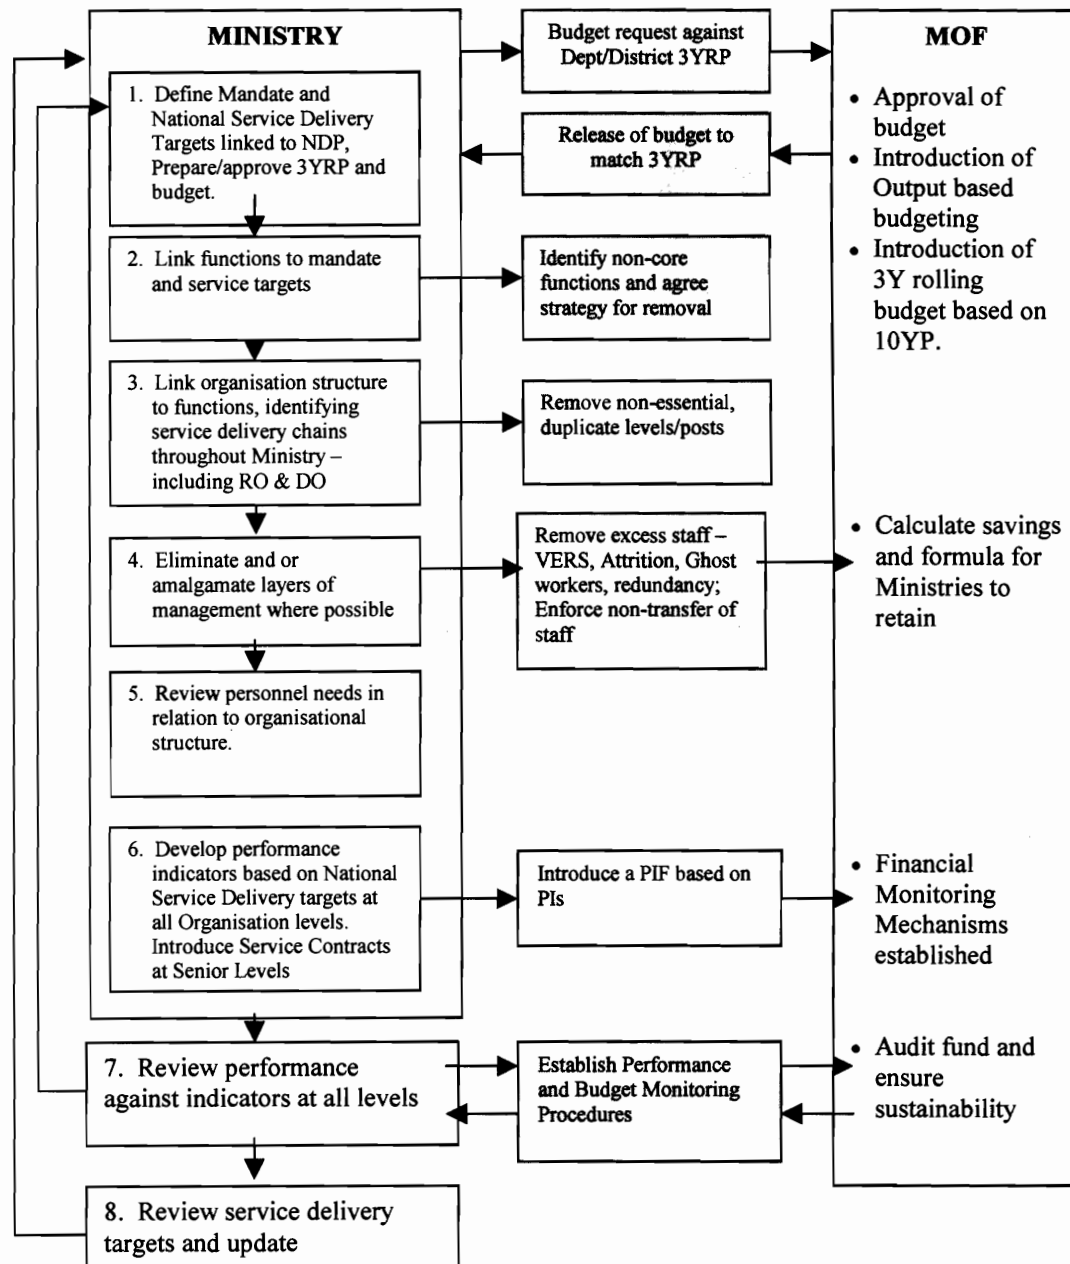 MINISTRY
1. Define Mandate and
National Service Delivery
Targets linked to NDP,
Prepare/approve 3YRP and
budget.
2. Link functions to mandate
and service targets
3. Link organisation structure
to functions, identifying
service delivery chains
throughout Ministry –
including RO & DO
4. Eliminate and or
amalgamate layers of
management where possible
5. Review personnel needs in
relation to organisational
structure.
6. Develop performance
indicators based on National
Service Delivery targets at
all Organisation levels.
Introduce Service Contracts
at Senior Levels
7. Review performance
against indicators at all levels
8. Review service delivery
targets and update
Budget request against
Dept/District 3YRP
Release of budget to
match 3YRP
Identify non-core
functions and agree
strategy for removal
Remove non-essential,
duplicate levels/posts
Remove excess staff –
VERS, Attrition, Ghost
workers, redundancy;
Enforce non-transfer of
staff
Introduce a PIF based on
PIs
Establish Performance
and Budget Monitoring
Procedures
MOF
• Approval of
budget
• Introduction of
Output based
budgeting
• Introduction of
3Y rolling
budget based on
10YP.
• Calculate savings
and formula for
Ministries to
retain
• Financial
Monitoring
Mechanisms
established
• Audit fund and
ensure
sustainability